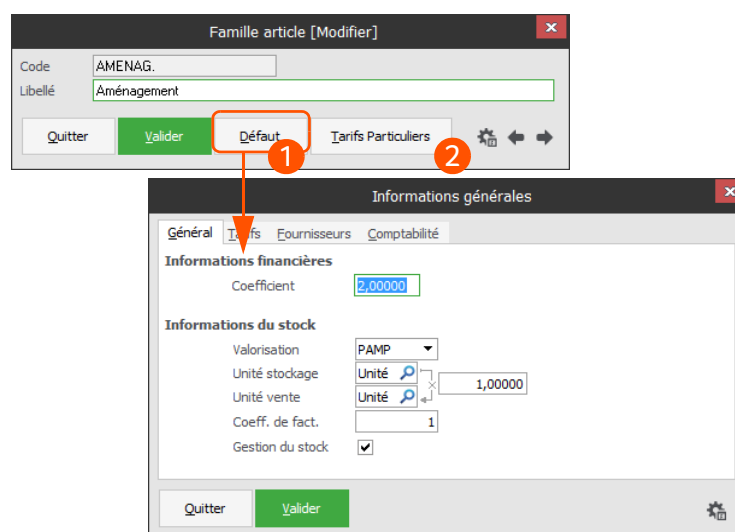 Famille article [Modifier]
Code AMENAG.
Libellé Aménagement
Quitter Valider Défaut Tarifs Particuliers
1 2
Informations générales
Général Tarifs Fournisseurs Comptabilité
Informations financières
Coefficient 2,00000
Informations du stock
Valorisation PAMP
Unité stockage Unité
1,00000
Unité vente Unité
Coeff. de fact. 1
Gestion du stock
Quitter Valider